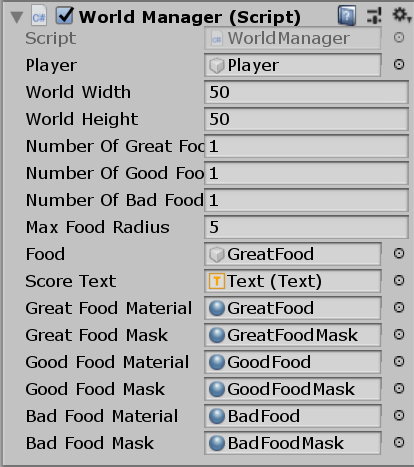 World Manager (Script)
Script WorldManager
Player Player
World Width 50
World Height 50
Number Of Great Foo 1
Number Of Good Foo 1
Number Of Bad Food 1
Max Food Radius 5
Food GreatFood
Score Text Text (Text)
Great Food Material GreatFood
Great Food Mask GreatFoodMask
Good Food Material GoodFood
Good Food Mask GoodFoodMask
Bad Food Material BadFood
Bad Food Mask BadFoodMask